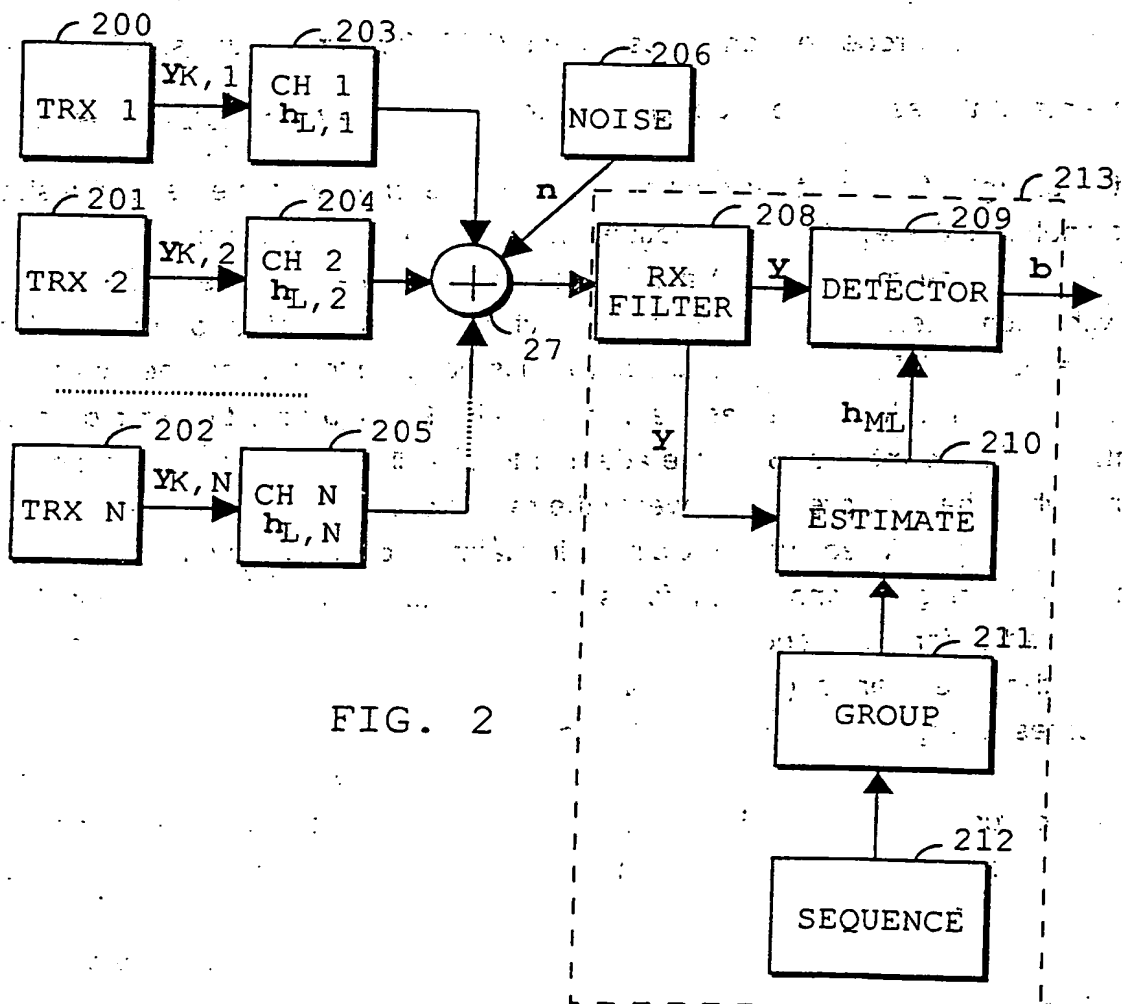 200
TRX 1
yK,1
203
CH 1
hL,1
206
NOISE
n
201
TRX 2
yK,2
204
CH 2
hL,2
27
213
208
RX
FILTER
y
209
DETECTOR
b
202
TRX N
yK,N
205
CH N
hL,N
y
hML
210
ESTIMATE
211
GROUP
212
SEQUENCE
FIG. 2